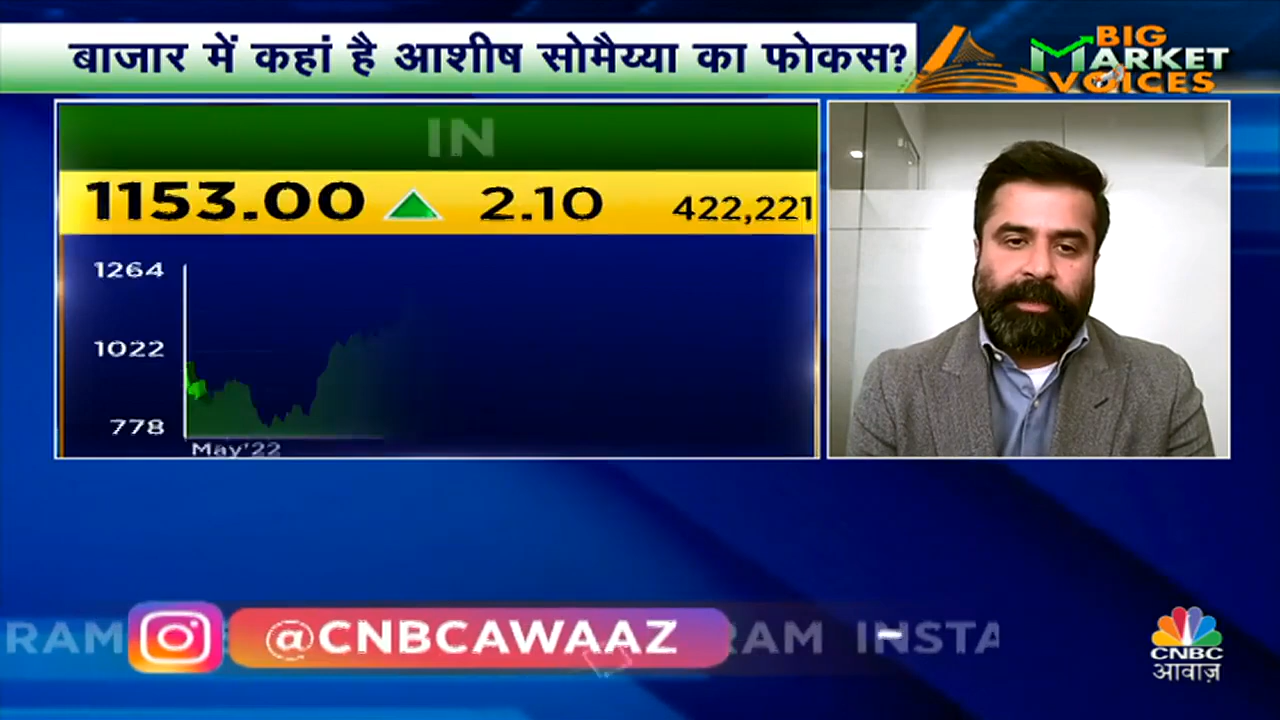 बाजार में कहां है आशीष सोमैय्या का फोकस?
BIG
MARKET
VOICES
IN
1153.00 2.10 422,221
1264
1022
778
May'22
RAM @CNBCAWAAZ RAM INSTA
CNBC
आवाज़